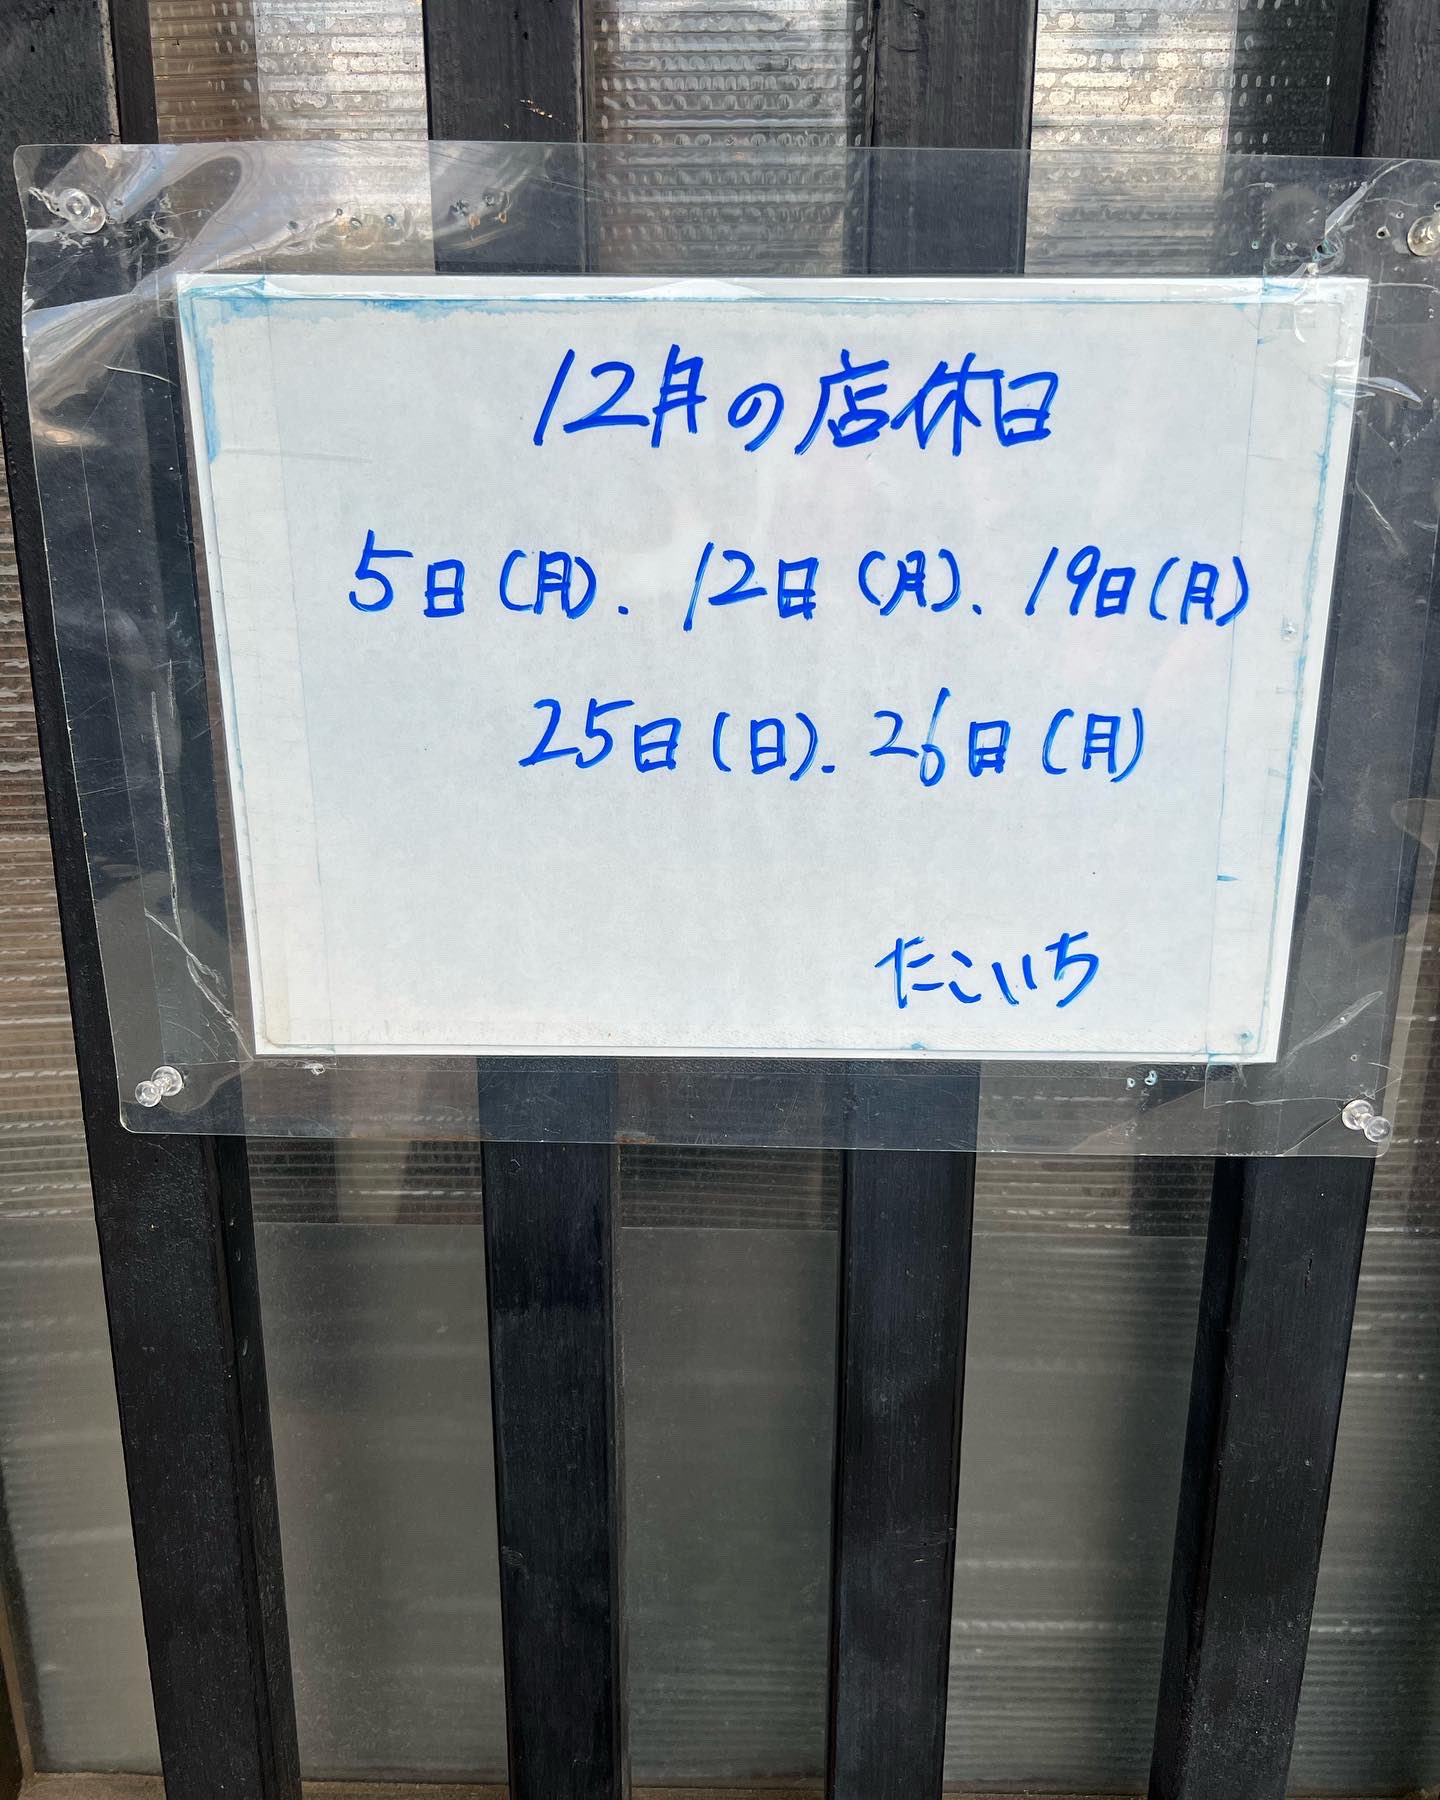 12月の店休日
5日(月)、12日(月)、19日(月)
25日(日)、26日(月)
たこいち